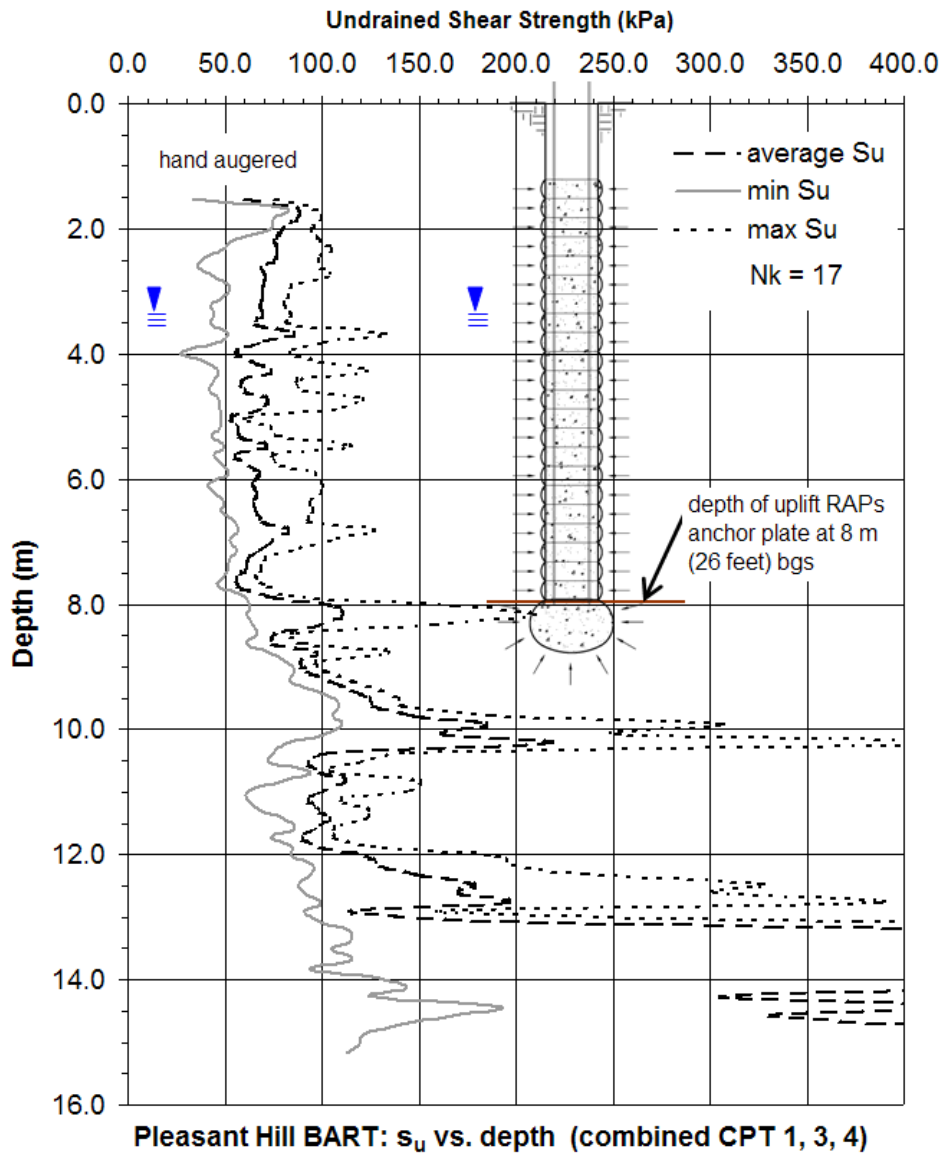 Undrained Shear Strength (kPa)
0.0 50.0 100.0 150.0 200.0 250.0 300.0 350.0 400.0
0.0
hand augered
average Su
min Su
max Su
Nk = 17
2.0
4.0
6.0
depth of uplift RAPs
anchor plate at 8 m
(26 feet) bgs
8.0
10.0
12.0
14.0
16.0
Depth (m)
Pleasant Hill BART: su vs. depth (combined CPT 1, 3, 4)